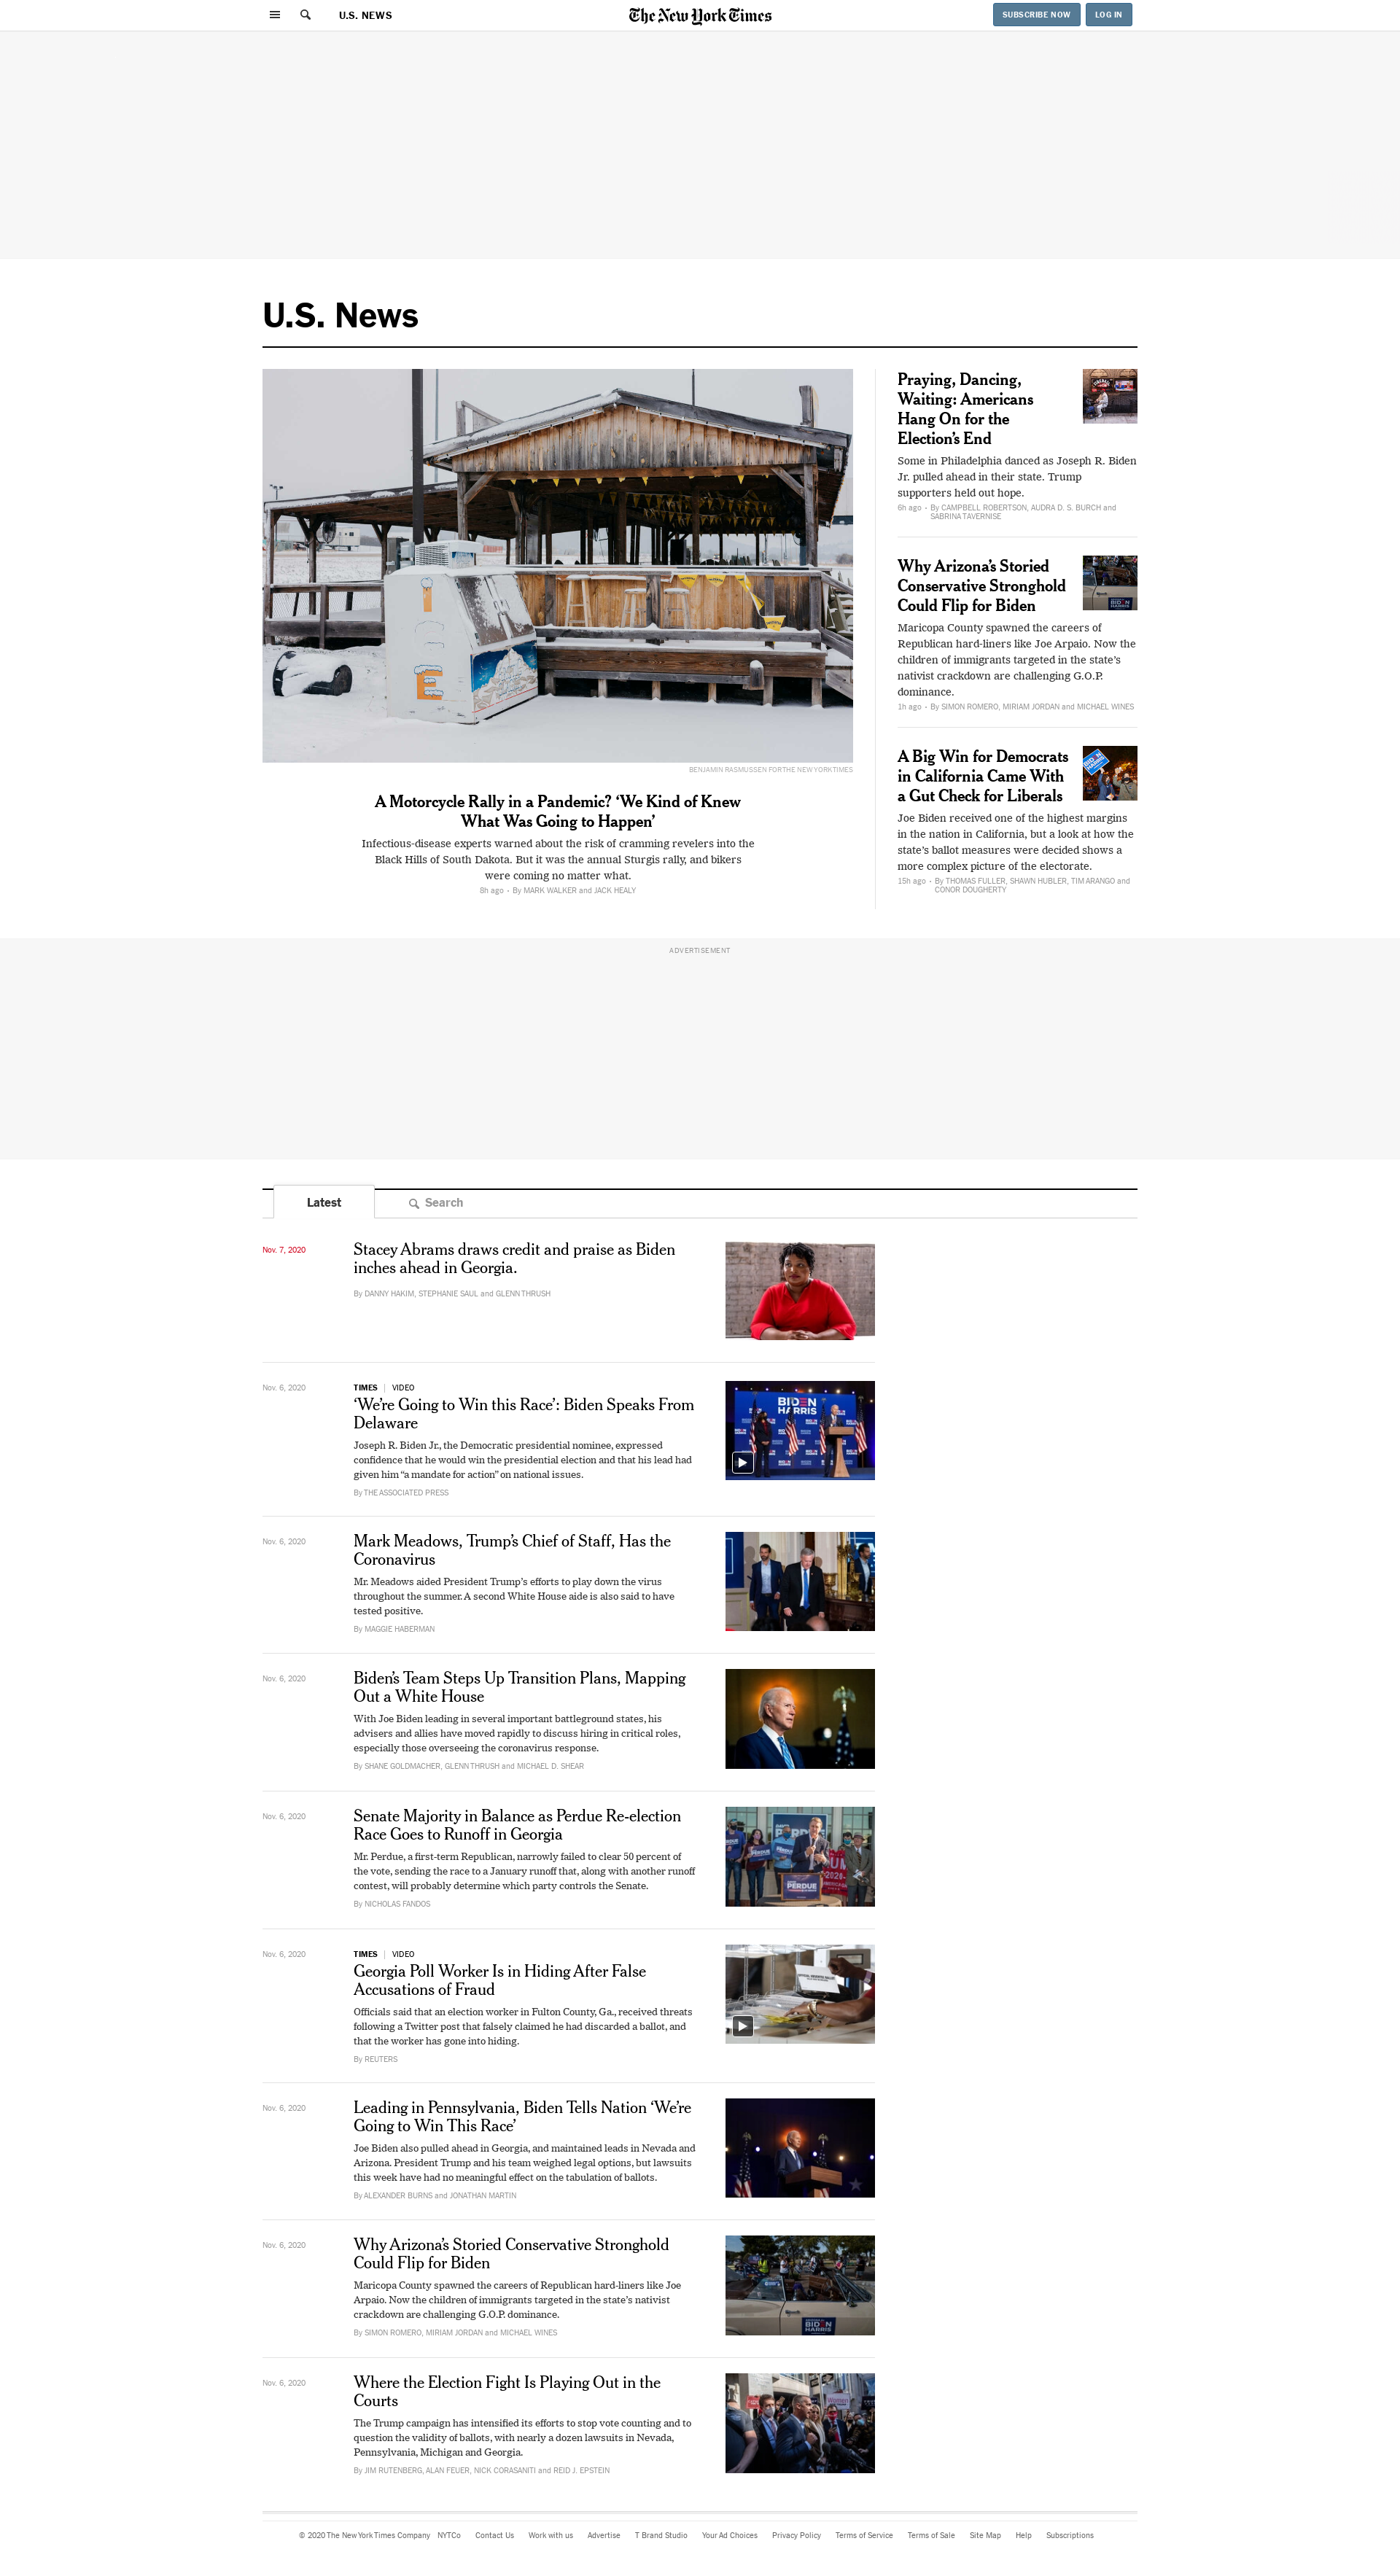 U.S. NEWS
The New York Times
SUBSCRIBE NOW
LOG IN
U.S. News
BENJAMIN RASMUSSEN FOR THE NEW YORK TIMES
A Motorcycle Rally in a Pandemic? ‘We Kind of Knew
What Was Going to Happen’
Infectious-disease experts warned about the risk of cramming revelers into the
Black Hills of South Dakota. But it was the annual Sturgis rally, and bikers
were coming no matter what.
8h ago • By MARK WALKER and JACK HEALY
Praying, Dancing,
Waiting: Americans
Hang On for the
Election’s End
Some in Philadelphia danced as Joseph R. Biden
Jr. pulled ahead in their state. Trump
supporters held out hope.
6h ago • By CAMPBELL ROBERTSON, AUDRA D. S. BURCH and
SABRINA TAVERNISE
Why Arizona’s Storied
Conservative Stronghold
Could Flip for Biden
Maricopa County spawned the careers of
Republican hard-liners like Joe Arpaio. Now the
children of immigrants targeted in the state’s
nativist crackdown are challenging G.O.P.
dominance.
1h ago • By SIMON ROMERO, MIRIAM JORDAN and MICHAEL WINES
A Big Win for Democrats
in California Came With
a Gut Check for Liberals
Joe Biden received one of the highest margins
in the nation in California, but a look at how the
state’s ballot measures were decided shows a
more complex picture of the electorate.
15h ago • By THOMAS FULLER, SHAWN HUBLER, TIM ARANGO and
CONOR DOUGHERTY
ADVERTISEMENT
Latest
Search
Nov. 7, 2020
Stacey Abrams draws credit and praise as Biden
inches ahead in Georgia.
By DANNY HAKIM, STEPHANIE SAUL and GLENN THRUSH
Nov. 6, 2020
TIMES | VIDEO
‘We’re Going to Win this Race’: Biden Speaks From
Delaware
Joseph R. Biden Jr., the Democratic presidential nominee, expressed
confidence that he would win the presidential election and that his lead had
given him “a mandate for action” on national issues.
By THE ASSOCIATED PRESS
BIDEN
HARRIS
Nov. 6, 2020
Mark Meadows, Trump’s Chief of Staff, Has the
Coronavirus
Mr. Meadows aided President Trump’s efforts to play down the virus
throughout the summer. A second White House aide is also said to have
tested positive.
By MAGGIE HABERMAN
Nov. 6, 2020
Biden’s Team Steps Up Transition Plans, Mapping
Out a White House
With Joe Biden leading in several important battleground states, his
advisers and allies have moved rapidly to discuss hiring in critical roles,
especially those overseeing the coronavirus response.
By SHANE GOLDMACHER, GLENN THRUSH and MICHAEL D. SHEAR
Nov. 6, 2020
Senate Majority in Balance as Perdue Re-election
Race Goes to Runoff in Georgia
Mr. Perdue, a first-term Republican, narrowly failed to clear 50 percent of
the vote, sending the race to a January runoff that, along with another runoff
contest, will probably determine which party controls the Senate.
By NICHOLAS FANDOS
PERDUE
Nov. 6, 2020
TIMES | VIDEO
Georgia Poll Worker Is in Hiding After False
Accusations of Fraud
Officials said that an election worker in Fulton County, Ga., received threats
following a Twitter post that falsely claimed he had discarded a ballot, and
that the worker has gone into hiding.
By REUTERS
Nov. 6, 2020
Leading in Pennsylvania, Biden Tells Nation ‘We’re
Going to Win This Race’
Joe Biden also pulled ahead in Georgia, and maintained leads in Nevada and
Arizona. President Trump and his team weighed legal options, but lawsuits
this week have had no meaningful effect on the tabulation of ballots.
By ALEXANDER BURNS and JONATHAN MARTIN
Nov. 6, 2020
Why Arizona’s Storied Conservative Stronghold
Could Flip for Biden
Maricopa County spawned the careers of Republican hard-liners like Joe
Arpaio. Now the children of immigrants targeted in the state’s nativist
crackdown are challenging G.O.P. dominance.
By SIMON ROMERO, MIRIAM JORDAN and MICHAEL WINES
BIDEN
HARRIS
Nov. 6, 2020
Where the Election Fight Is Playing Out in the
Courts
The Trump campaign has intensified its efforts to stop vote counting and to
question the validity of ballots, with nearly a dozen lawsuits in Nevada,
Pennsylvania, Michigan and Georgia.
By JIM RUTENBERG, ALAN FEUER, NICK CORASANITI and REID J. EPSTEIN
© 2020 The New York Times Company NYTCo Contact Us Work with us Advertise T Brand Studio Your Ad Choices Privacy Policy Terms of Service Terms of Sale Site Map Help Subscriptions